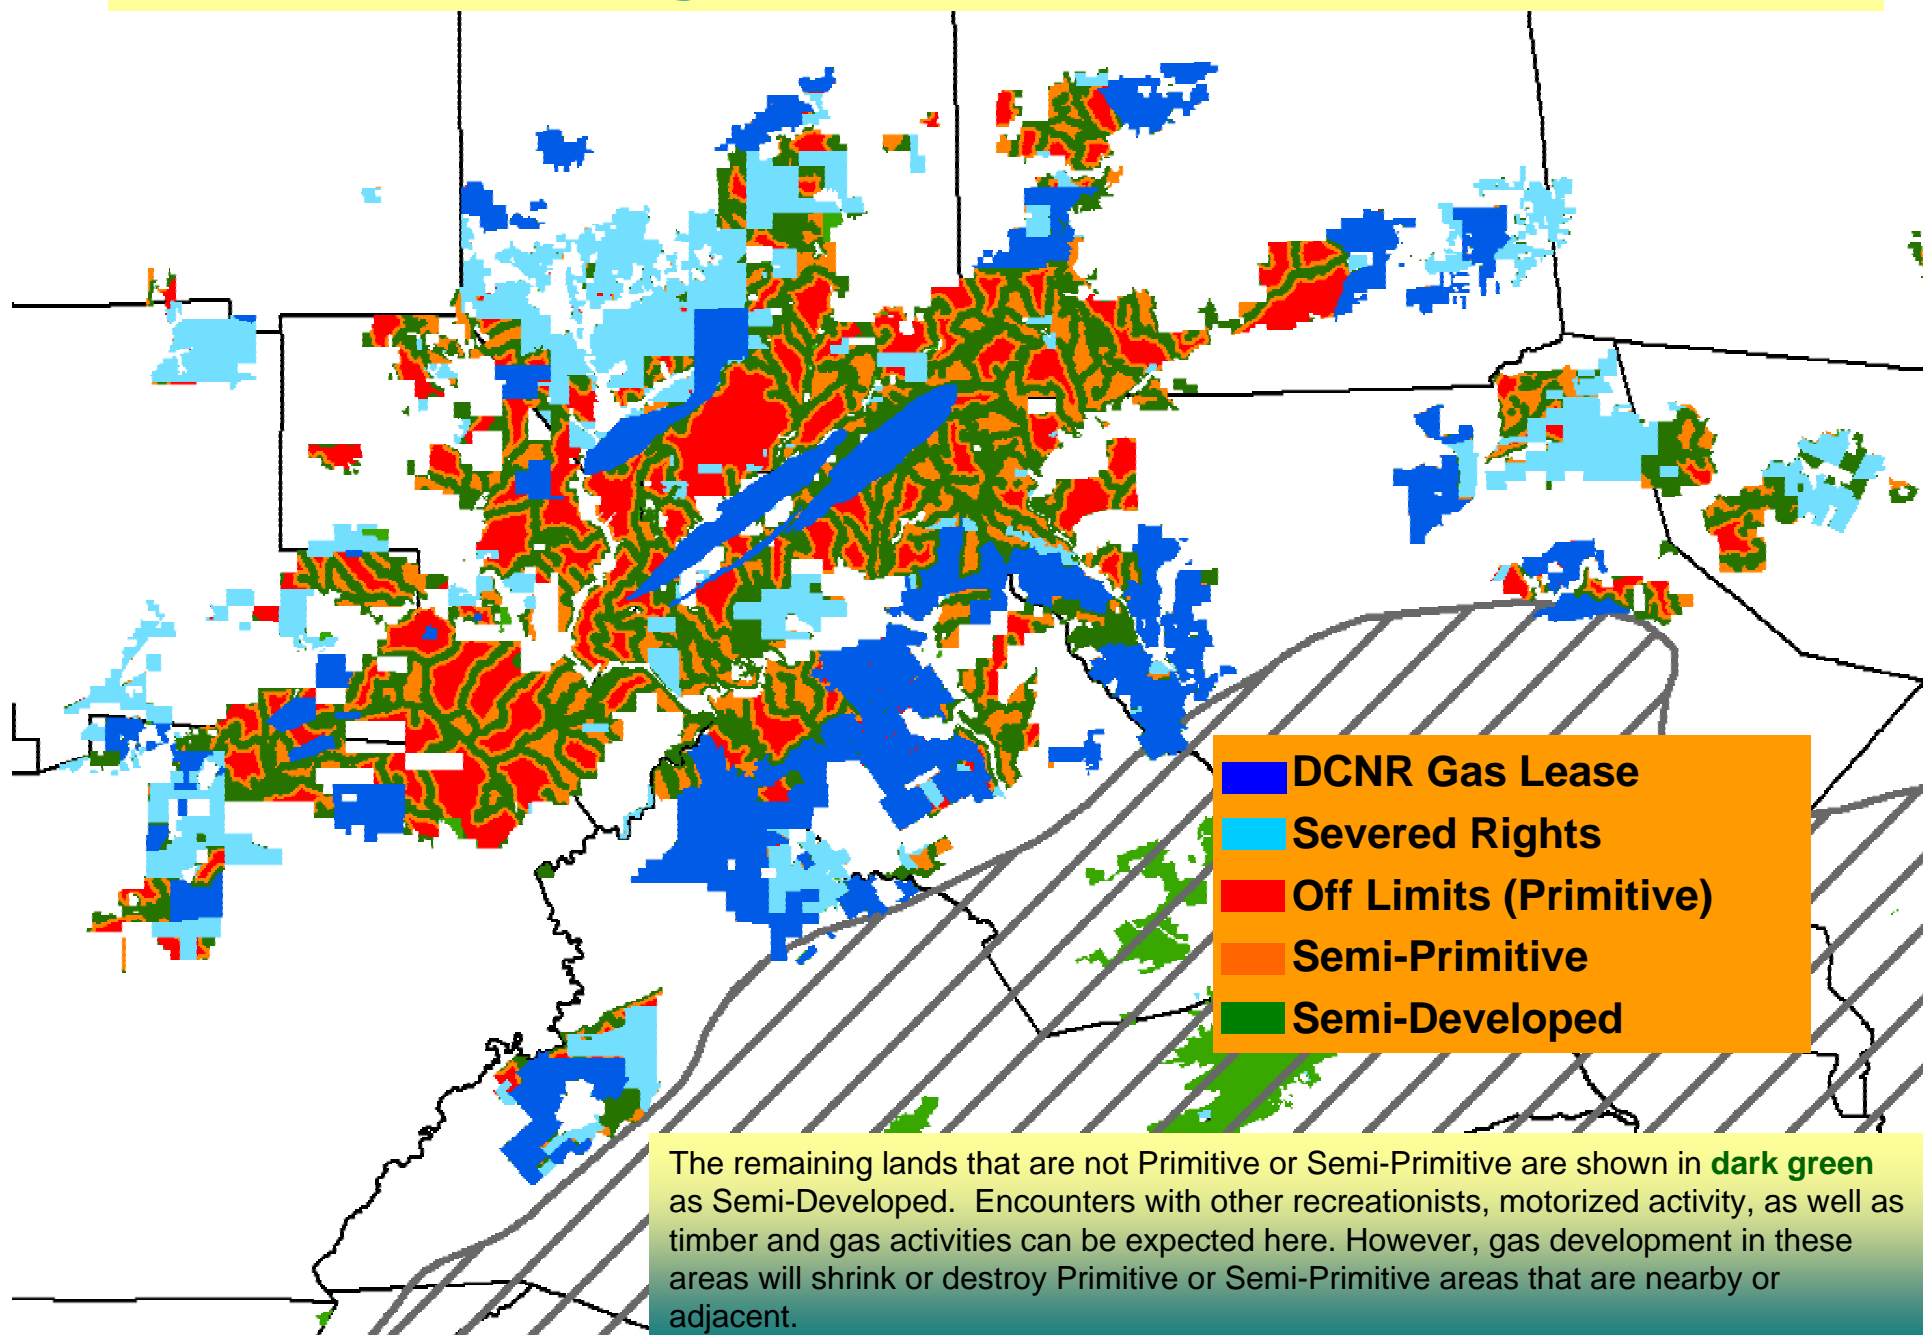 DCNR Gas Lease
Severed Rights
Off Limits (Primitive)
Semi-Primitive
Semi-Developed
The remaining lands that are not Primitive or Semi-Primitive are shown in dark green
as Semi-Developed.  Encounters with other recreationists, motorized activity, as well as
timber and gas activities can be expected here. However, gas development in these
areas will shrink or destroy Primitive or Semi-Primitive areas that are nearby or
adjacent.